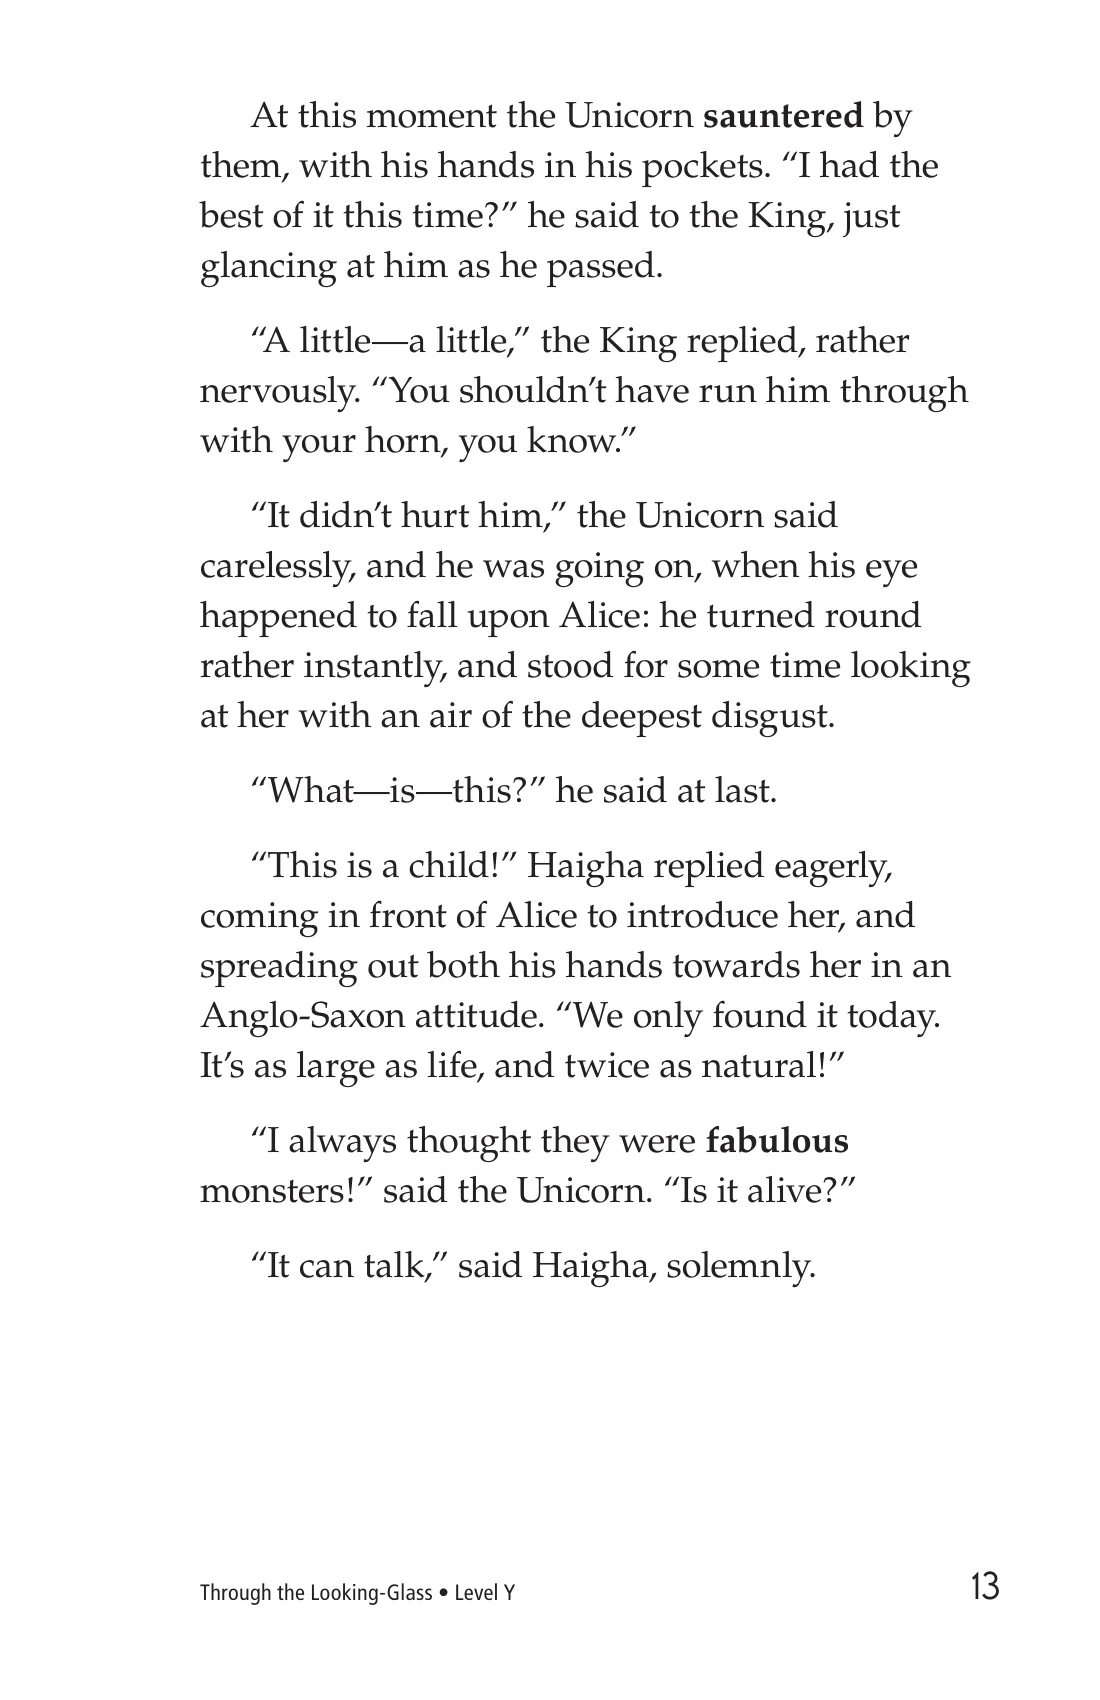 At this moment the Unicorn sauntered by
them, with his hands in his pockets. “I had the
best of it this time?” he said to the King, just
glancing at him as he passed.
“A little—a little,” the King replied, rather
nervously. “You shouldn’t have run him through
with your horn, you know.”
“It didn’t hurt him,” the Unicorn said
carelessly, and he was going on, when his eye
happened to fall upon Alice: he turned round
rather instantly, and stood for some time looking
at her with an air of the deepest disgust.
“What—is—this?” he said at last.
“This is a child!” Haigha replied eagerly,
coming in front of Alice to introduce her, and
spreading out both his hands towards her in an
Anglo-Saxon attitude. “We only found it today.
It’s as large as life, and twice as natural!”
“I always thought they were fabulous
monsters!” said the Unicorn. “Is it alive?”
“It can talk,” said Haigha, solemnly.
Through the Looking-Glass • Level Y 13